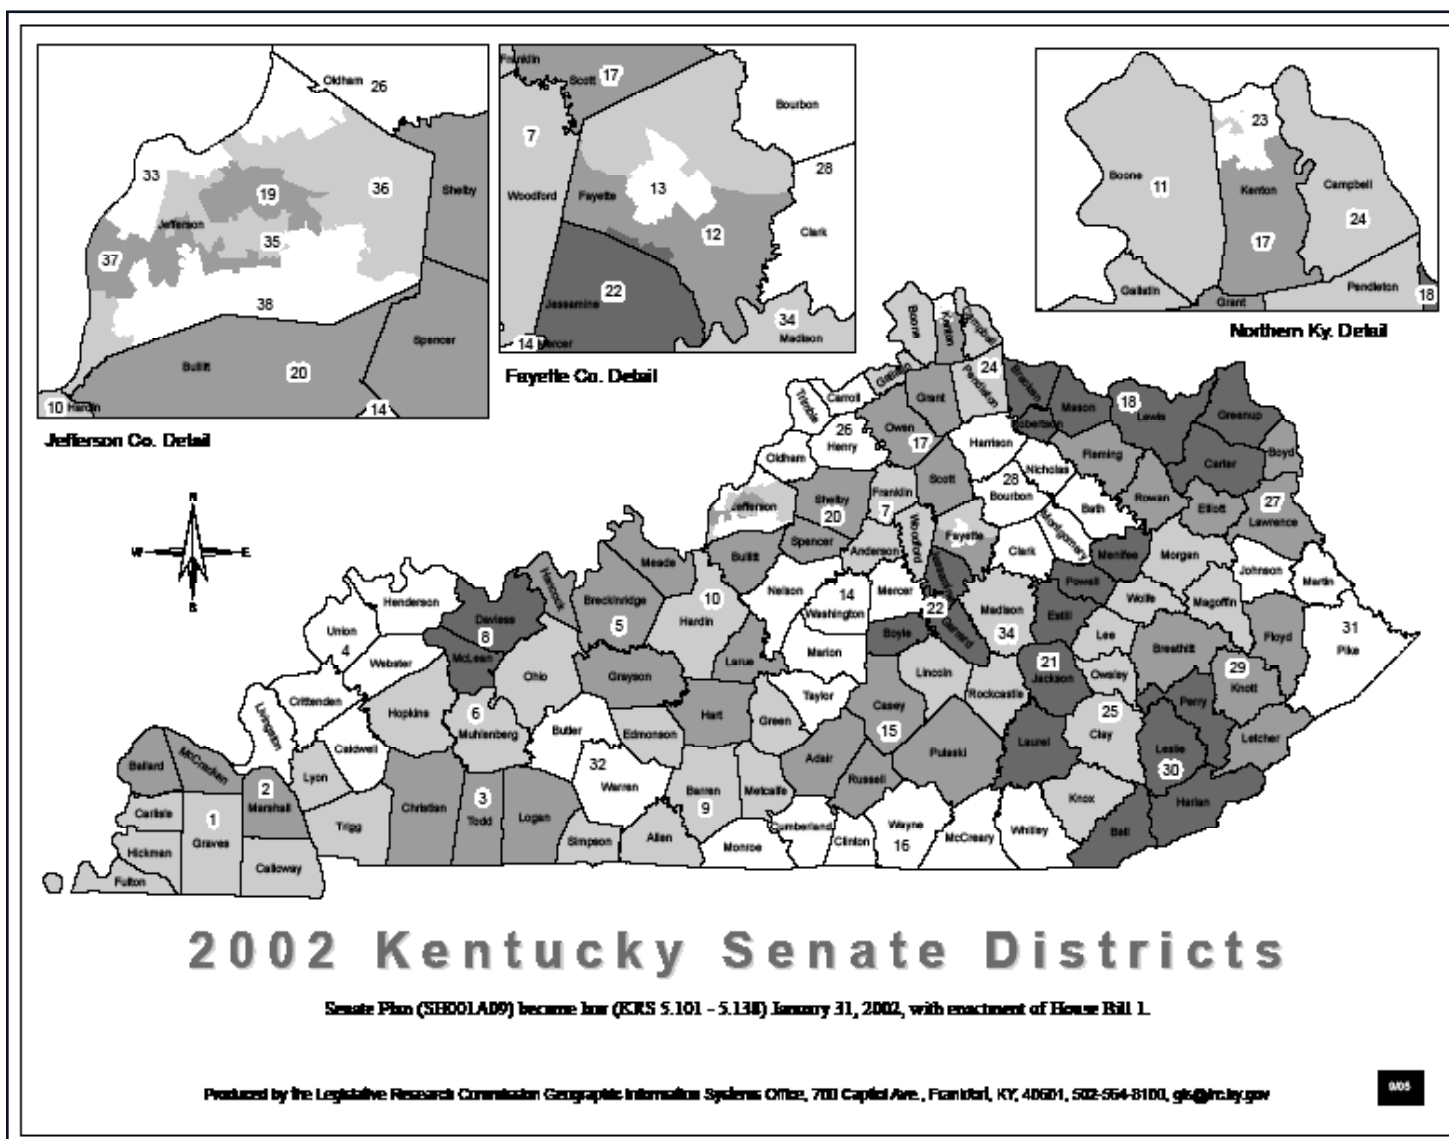 Oldham 26
33
19
36
Shelby
Jefferson
35
37
38
Spencer
Bullitt
20
10 Hardin
14
Jefferson Co. Detail
Franklin
Scott 17
Bourbon
7
28
13
Woodford
Fayette
12
Clark
22
Jessamine
34
Madison
14 Mercer
Fayette Co. Detail
23
Boone
11
Kenton
Campbell
24
17
Gallatin
Grant
Pendleton
18
Northern Ky. Detail
N
W E
S
Boone
Kenton
Campbell
Gallatin
24
Pendleton
Grant
Carroll
Trimble
26
Henry
Owen
17
Bracken
Mason
Robertson
18
Lewis
Greenup
Harrison
Fleming
Carter
Boyd
Oldham
Nicholas
Jefferson
Shelby
20
Franklin
7
Scott
28
Bourbon
Bath
Rowan
Elliott
27
Lawrence
Spencer
Anderson
Woodford
Fayette
Clark
Montgomery
Menifee
Morgan
Johnson
Martin
Bullitt
Meade
Hancock
Breckinridge
5
10
Hardin
Nelson
14
Washington
Mercer
Jessamine
22
Garrard
Madison
34
Powell
Estill
Wolfe
Magoffin
Floyd
31
Pike
Henderson
Union
4
Webster
Daviess
8
McLean
Ohio
Grayson
Larue
Marion
Boyle
Lincoln
Rockcastle
21
Jackson
Lee
Owsley
Breathitt
29
Knott
Perry
Letcher
Crittenden
Livingston
Caldwell
Hopkins
6
Muhlenberg
Butler
Edmonson
Hart
Green
Taylor
Casey
15
Pulaski
Laurel
25
Clay
Leslie
30
Harlan
Ballard
McCracken
2
Marshall
Lyon
Trigg
Christian
3
Todd
Logan
32
Warren
Barren
9
Metcalfe
Adair
Russell
Knox
Bell
Carlisle
1
Graves
Hickman
Fulton
Calloway
Simpson
Allen
Monroe
Cumberland
Clinton
Wayne
16
McCreary
Whitley
2002 Kentucky Senate Districts
Senate Plan (SH001A09) became law (KRS 5.101 - 5.138) January 31, 2002, with enactment of House Bill 1.
Produced by the Legislative Research Commission Geographic Information Systems Office, 700 Capitol Ave., Frankfort, KY, 40601, 502-564-8100, gis@lrc.ky.gov
9/05